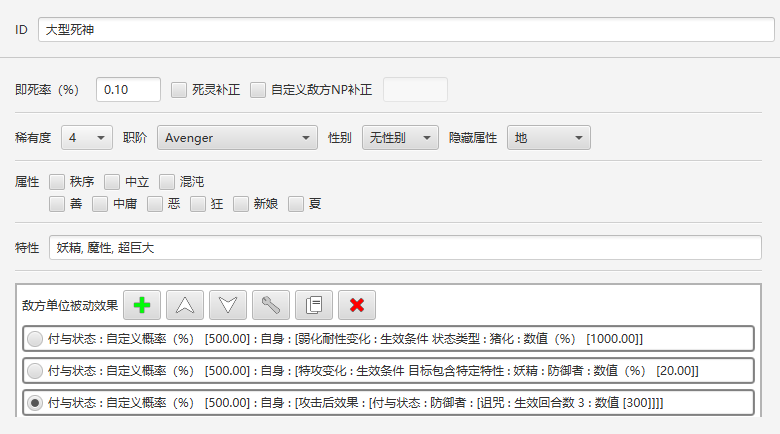 ID 大型死神
即死率（%） 0.10 死灵补正 自定义敌方NP补正
稀有度 4 职阶 Avenger 性别 无性别 隐藏属性 地
属性 秩序 中立 混沌
善 中庸 恶 狂 新娘 夏
特性 妖精, 魔性, 超巨大
敌方单位被动效果
付与状态 : 自定义概率（%） [500.00] : 自身 : [弱化耐性变化 : 生效条件 状态类型 : 猪化 : 数值（%） [1000.00]]
付与状态 : 自定义概率（%） [500.00] : 自身 : [特攻变化 : 生效条件 目标包含特定特性 : 妖精 : 防御者 : 数值（%） [20.00]]
付与状态 : 自定义概率（%） [500.00] : 自身 : [攻击后效果 : [付与状态 : 防御者 : [诅咒 : 生效回合数 3 : 数值 [300]]]]